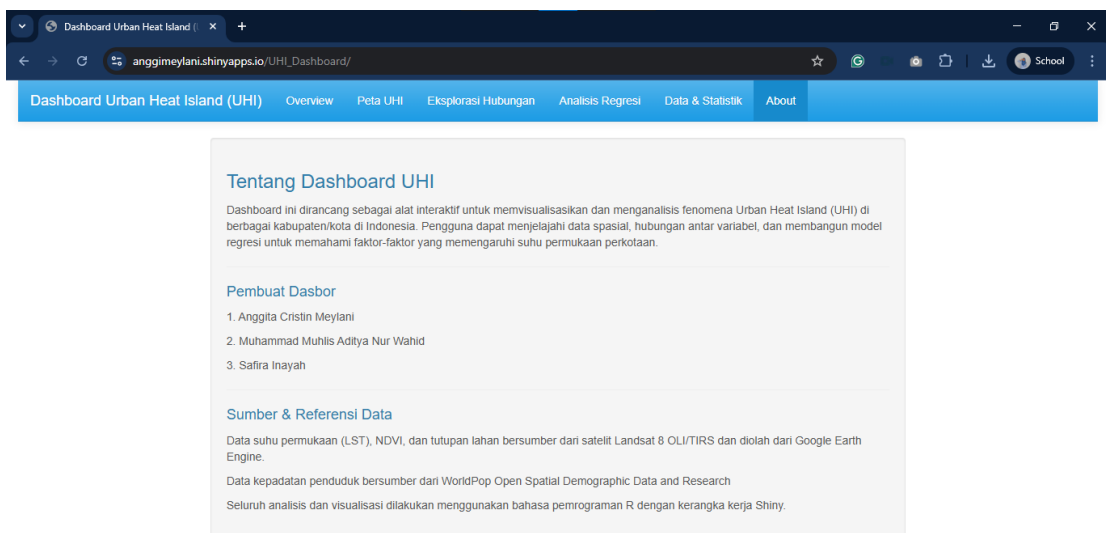 Dashboard Urban Heat Island (
anggimeylani.shinyapps.io/UHI_Dashboard/
School
Dashboard Urban Heat Island (UHI) Overview Peta UHI Eksplorasi Hubungan Analisis Regresi Data & Statistik About
Tentang Dashboard UHI
Dashboard ini dirancang sebagai alat interaktif untuk memvisualisasikan dan menganalisis fenomena Urban Heat Island (UHI) di
berbagai kabupaten/kota di Indonesia. Pengguna dapat menjelajahi data spasial, hubungan antar variabel, dan membangun model
regresi untuk memahami faktor-faktor yang memengaruhi suhu permukaan perkotaan.
Pembuat Dasbor
1. Anggita Cristin Meylani
2. Muhammad Muhlis Aditya Nur Wahid
3. Safira Inayah
Sumber & Referensi Data
Data suhu permukaan (LST), NDVI, dan tutupan lahan bersumber dari satelit Landsat 8 OLI/TIRS dan diolah dari Google Earth
Engine.
Data kepadatan penduduk bersumber dari WorldPop Open Spatial Demographic Data and Research
Seluruh analisis dan visualisasi dilakukan menggunakan bahasa pemrograman R dengan kerangka kerja Shiny.